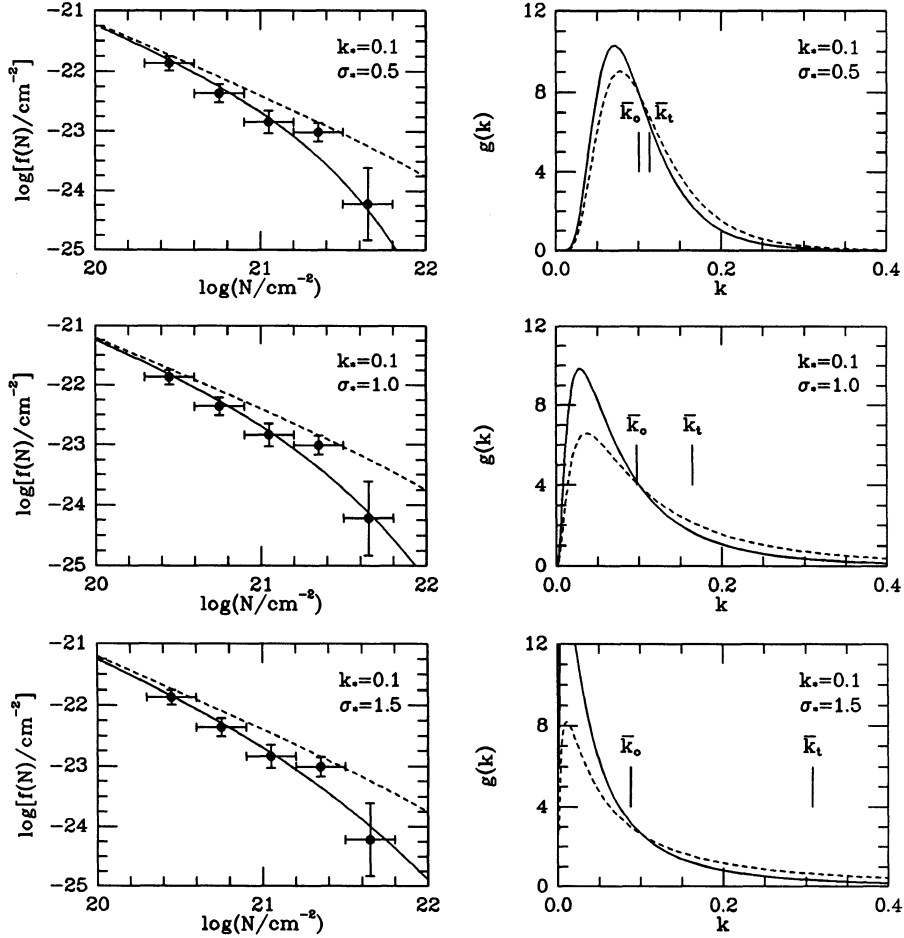 −21
−22
−23
−24
−25
20
21
22
log[f(N)/cm⁻²]
log(N/cm⁻²)
k*=0.1
σ*=0.5
12
8
4
0
0.0
0.2
0.4
g(k)
k
k*=0.1
σ*=0.5
k̅ₒ k̅ₜ
−21
−22
−23
−24
−25
20
21
22
log[f(N)/cm⁻²]
log(N/cm⁻²)
k*=0.1
σ*=1.0
12
8
4
0
0.0
0.2
0.4
g(k)
k
k*=0.1
σ*=1.0
k̅ₒ k̅ₜ
−21
−22
−23
−24
−25
20
21
22
log[f(N)/cm⁻²]
log(N/cm⁻²)
k*=0.1
σ*=1.5
12
8
4
0
0.0
0.2
0.4
g(k)
k
k*=0.1
σ*=1.5
k̅ₒ k̅ₜ